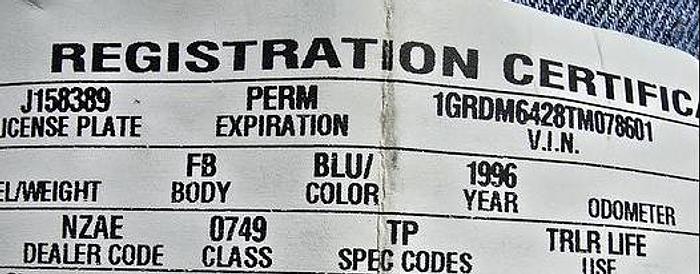 REGISTRATION CERTIFIC
J158389 PERM 1GRDM6428TM078601
ICENSE PLATE EXPIRATION V.I.N.
FB BLU/ 1996
EL/WEIGHT BODY COLOR YEAR ODOMETER
NZAE 0749 TP TRLR LIFE
DEALER CODE CLASS SPEC CODES USE